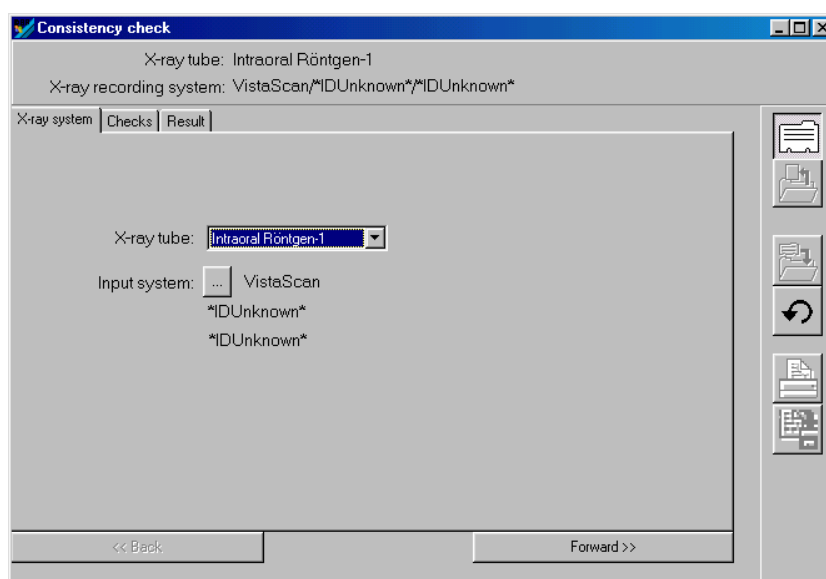 Consistency check
X-ray tube: Intraoral Röntgen-1
X-ray recording system: VistaScan/*IDUnknown*/*IDUnknown*
X-ray system Checks Result
X-ray tube: Intraoral Röntgen-1
Input system: ... VistaScan
*IDUnknown*
*IDUnknown*
<< Back Forward >>